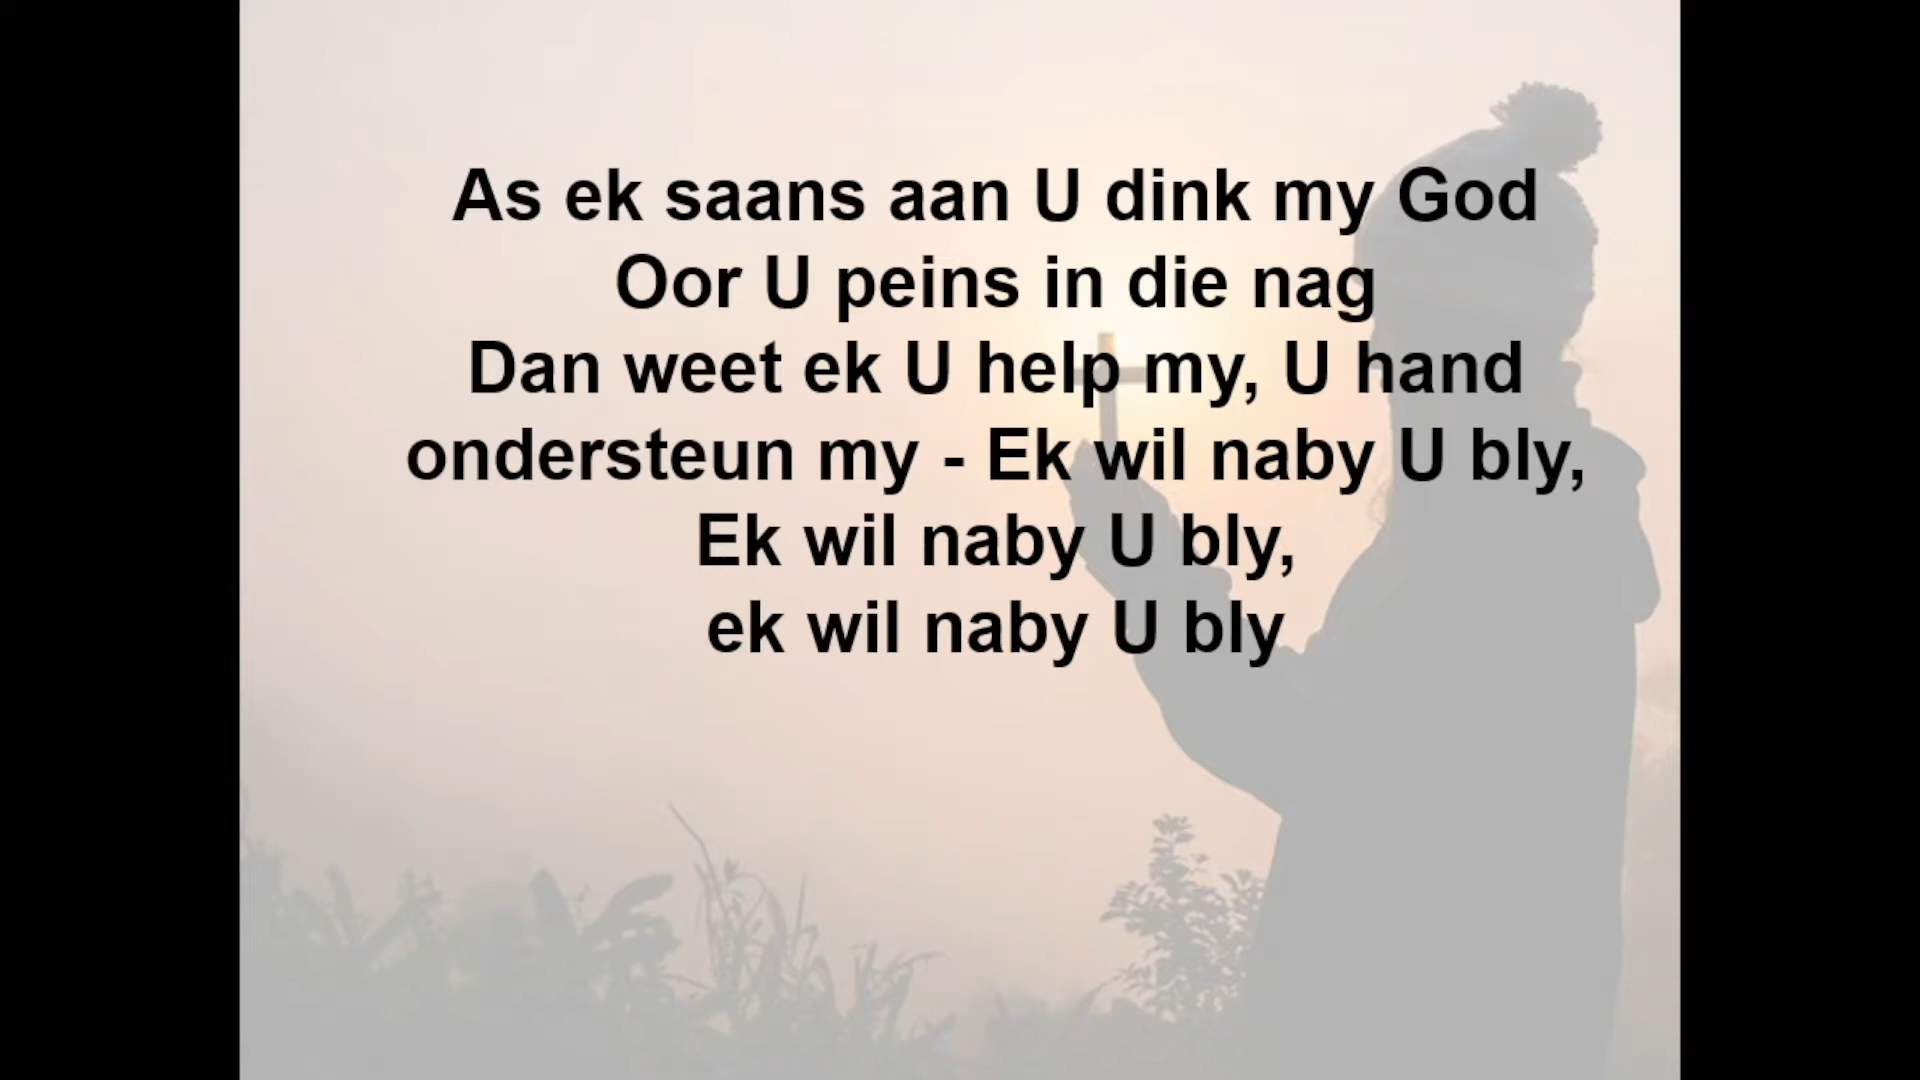 As ek saans aan U dink my God
Oor U peins in die nag
Dan weet ek U help my, U hand
ondersteun my - Ek wil naby U bly,
Ek wil naby U bly,
ek wil naby U bly